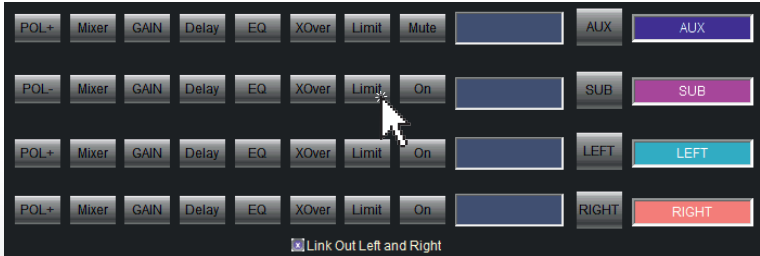 POL+ Mixer GAIN Delay EQ XOver Limit Mute AUX AUX
POL- Mixer GAIN Delay EQ XOver Limit On SUB SUB
POL+ Mixer GAIN Delay EQ XOver Limit On LEFT LEFT
POL+ Mixer GAIN Delay EQ XOver Limit On RIGHT RIGHT
Link Out Left and Right